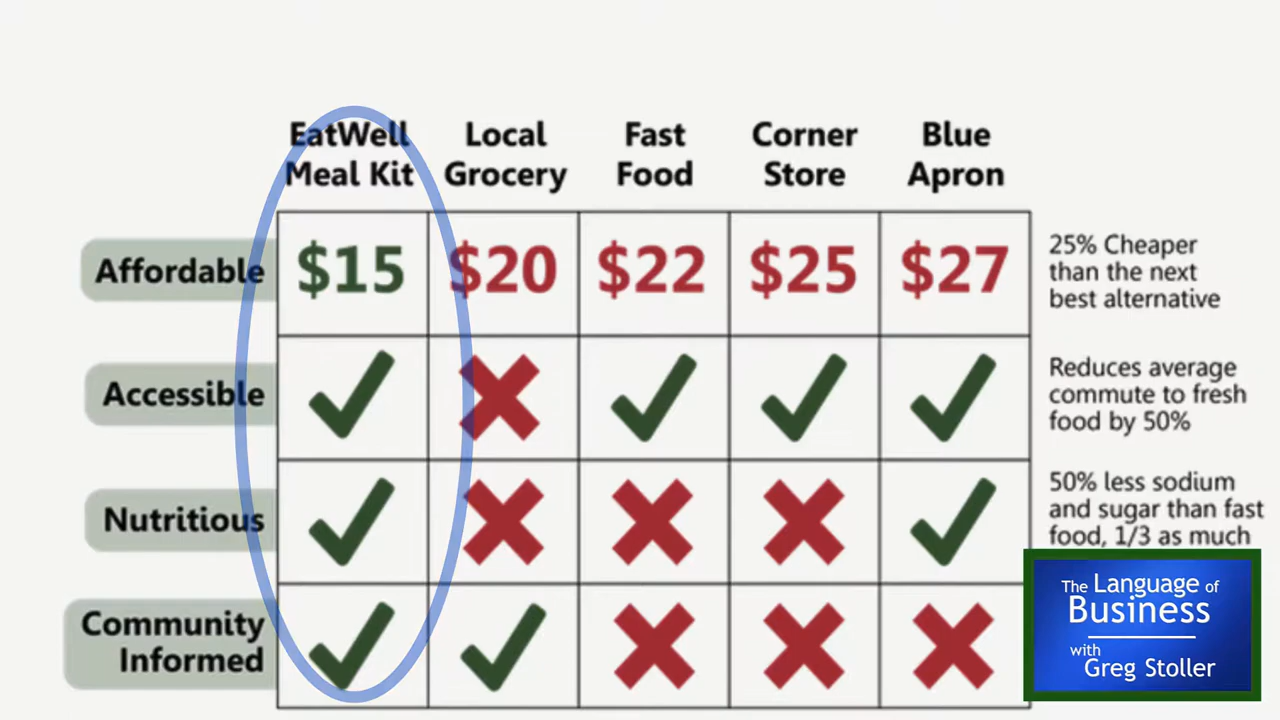 EatWell Meal Kit
Local Grocery
Fast Food
Corner Store
Blue Apron
Affordable
$15
$20
$22
$25
$27
25% Cheaper
than the next
best alternative
Accessible
Reduces average
commute to fresh
food by 50%
Nutritious
50% less sodium
and sugar than fast
food, 1/3 as much
Community
Informed
The Language of
Business
with
Greg Stoller